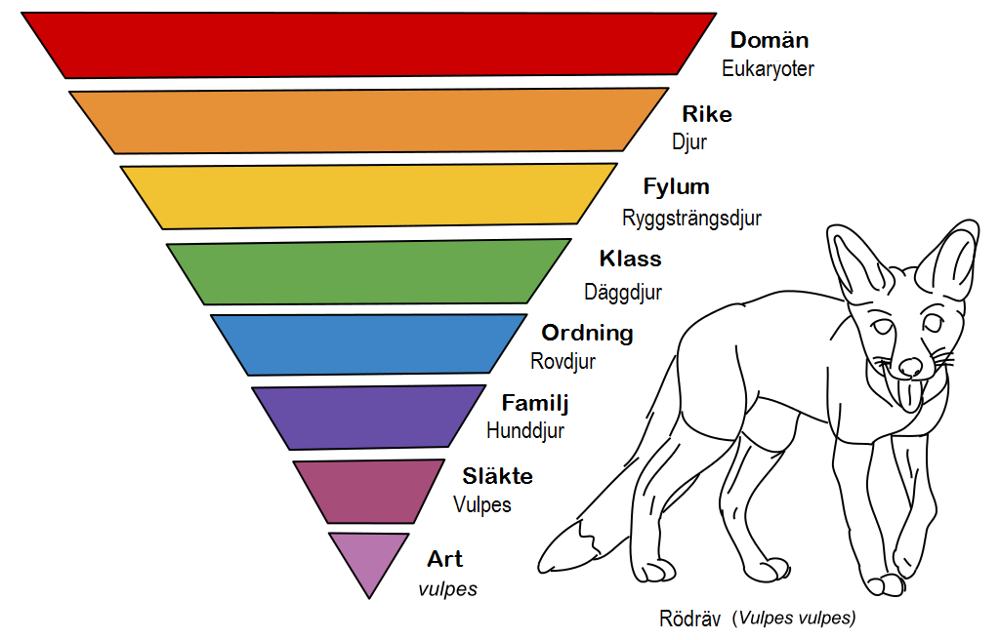 Domän
Eukaryoter
Rike
Djur
Fylum
Ryggsträngsdjur
Klass
Däggdjur
Ordning
Rovdjur
Familj
Hunddjur
Släkte
Vulpes
Art
vulpes
Rödräv (Vulpes vulpes)